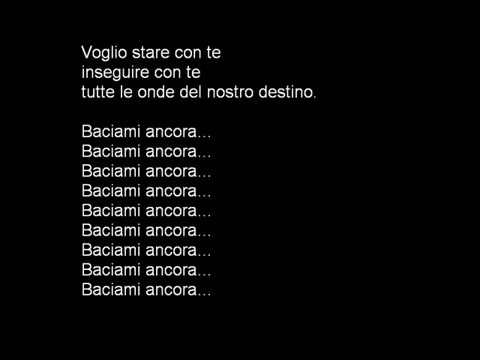 Voglio stare con te
inseguire con te
tutte le onde del nostro destino.
Baciami ancora...
Baciami ancora...
Baciami ancora...
Baciami ancora...
Baciami ancora...
Baciami ancora...
Baciami ancora...
Baciami ancora...
Baciami ancora...